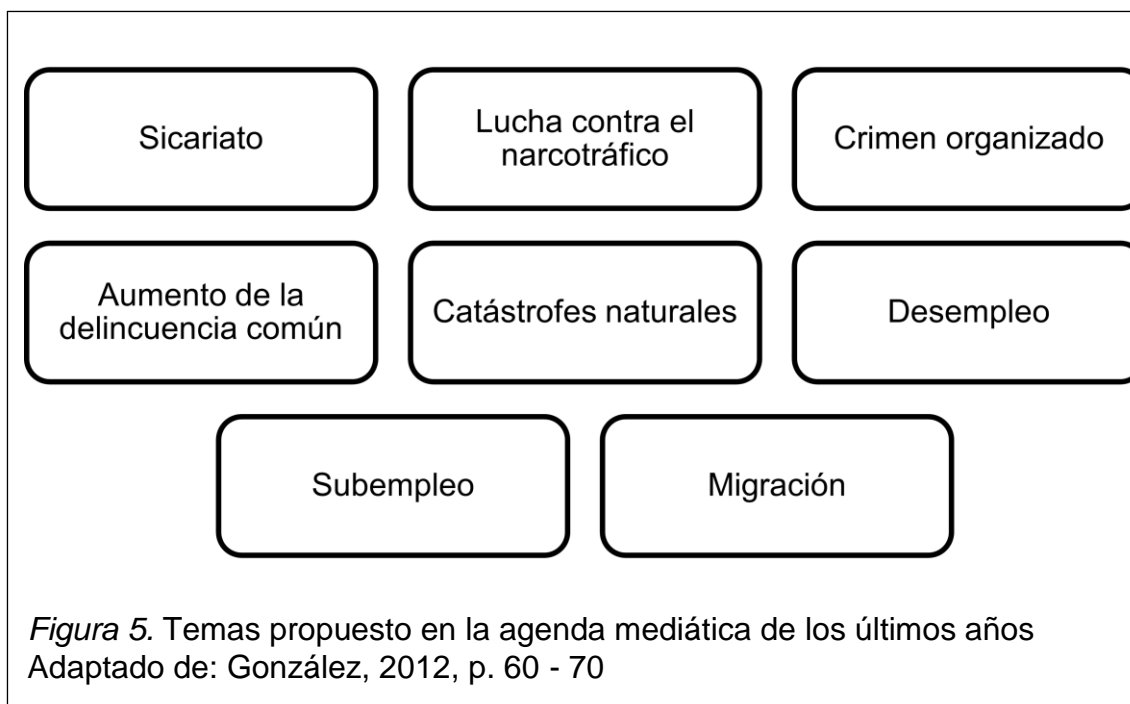 Sicariato
Lucha contra el
narcotráfico
Crimen organizado
Aumento de la
delincuencia común
Catástrofes naturales
Desempleo
Subempleo
Migración
Figura 5. Temas propuesto en la agenda mediática de los últimos años
Adaptado de: González, 2012, p. 60 - 70